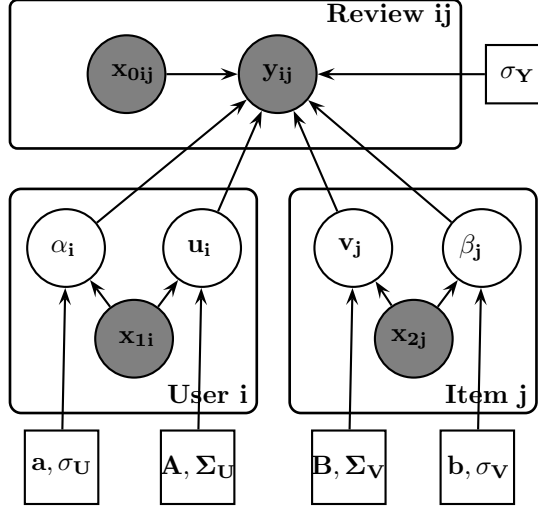 Review ij
x0ij
yij
σY
αi
ui
vj
βj
x1i
x2j
User i
Item j
a, σU
A, ΣU
B, ΣV
b, σV